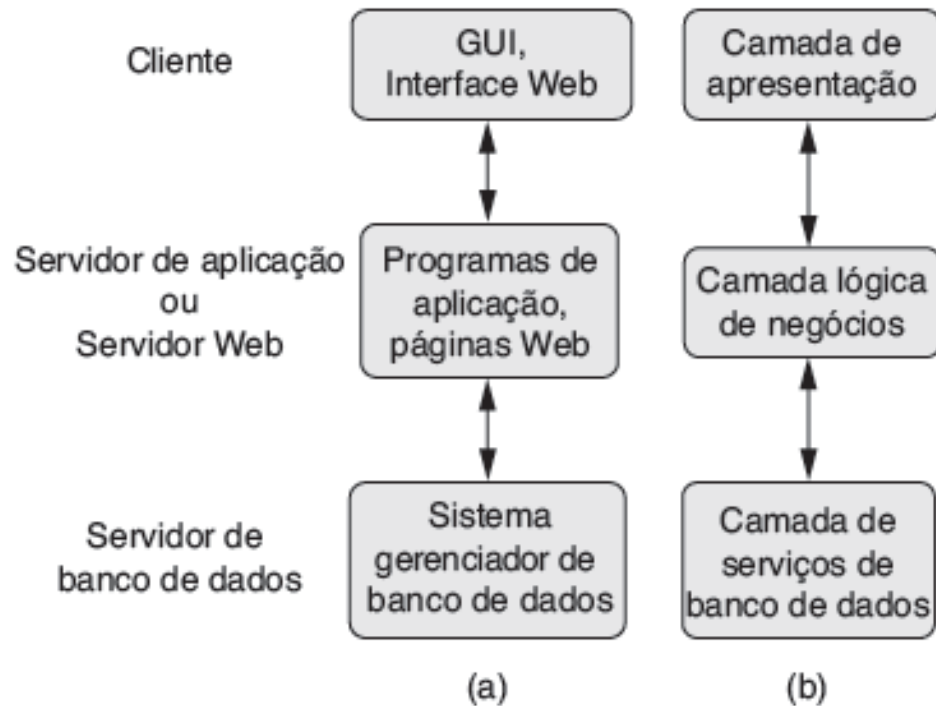 Cliente
GUI,
Interface Web
Camada de
apresentação
Servidor de aplicação
ou
Servidor Web
Programas de
aplicação,
páginas Web
Camada lógica
de negócios
Servidor de
banco de dados
Sistema
gerenciador de
banco de dados
Camada de
serviços de
banco de dados
(a)
(b)